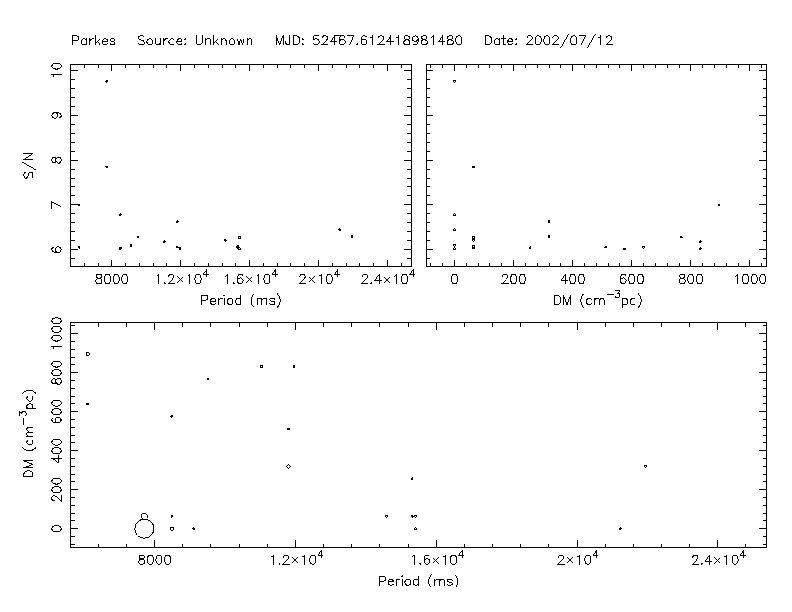 Parkes Source: Unknown MJD: 52467.612418981480 Date: 2002/07/12
S/N
10
9
8
7
6
8000 1.2×10⁴ 1.6×10⁴ 2×10⁴ 2.4×10⁴
Period (ms)
0 200 400 600 800 1000
DM (cm⁻³pc)
DM (cm⁻³pc)
1000
800
600
400
200
0
8000 1.2×10⁴ 1.6×10⁴ 2×10⁴ 2.4×10⁴
Period (ms)